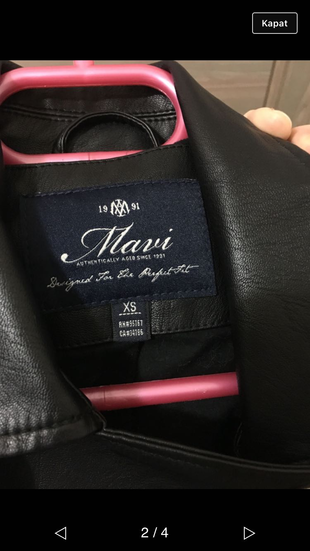 Kapat
19 91
Mavi
AUTHENTICALLY AGED SINCE 1991
Designed For The Perfect Fit
XS
2 / 4